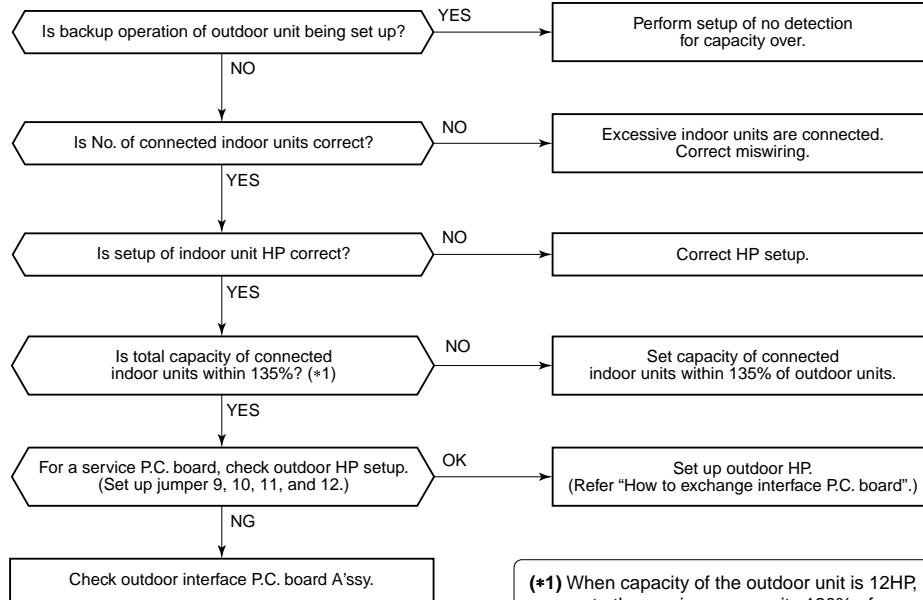 Is backup operation of outdoor unit being set up?
YES
Perform setup of no detection
for capacity over.
NO
Is No. of connected indoor units correct?
NO
Excessive indoor units are connected.
Correct miswiring.
YES
Is setup of indoor unit HP correct?
NO
Correct HP setup.
YES
Is total capacity of connected
indoor units within 135%? (∗1)
NO
Set capacity of connected
indoor units within 135% of outdoor units.
YES
For a service P.C. board, check outdoor HP setup.
(Set up jumper 9, 10, 11, and 12.)
OK
Set up outdoor HP.
(Refer “How to exchange interface P.C. board”.)
NG
Check outdoor interface P.C. board A'ssy.
(∗1) When capacity of the outdoor unit is 12HP,